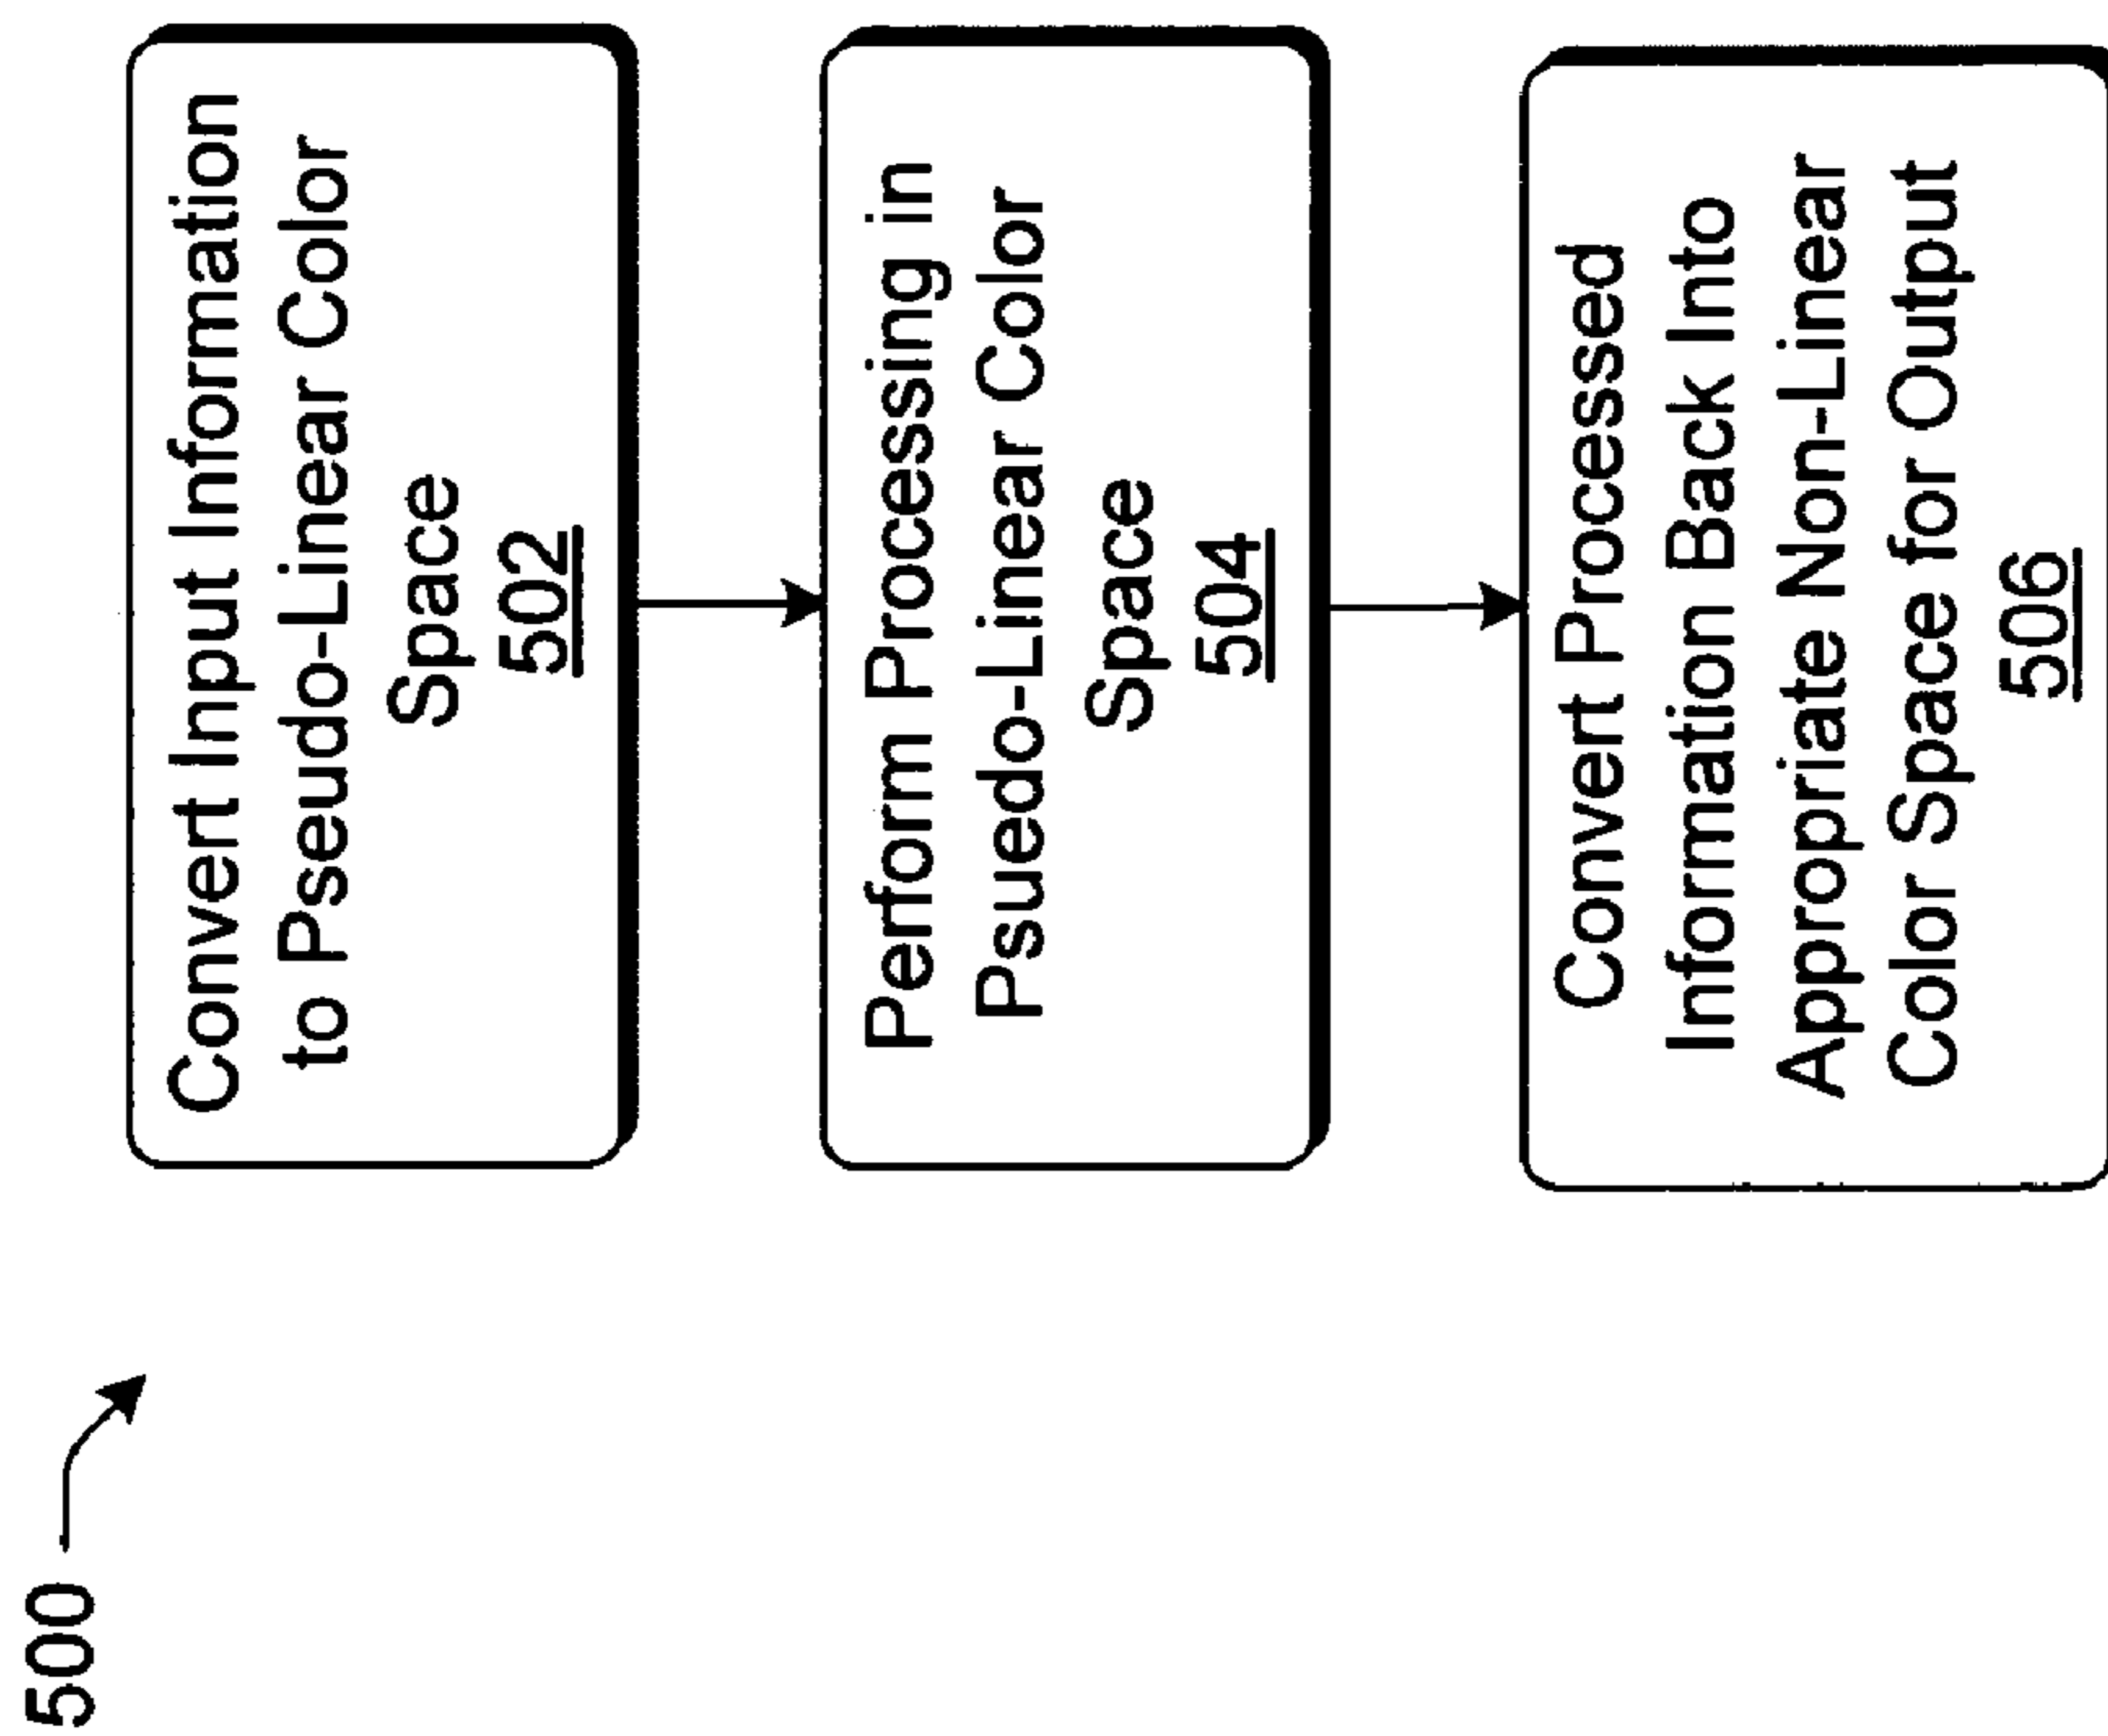 500
Convert Input Information
to Pseudo-Linear Color
Space
502
Perform Processing in
Psuedo-Linear Color
Space
504
Convert Processed
Information Back Into
Appropriate Non-Linear
Color Space for Output
506